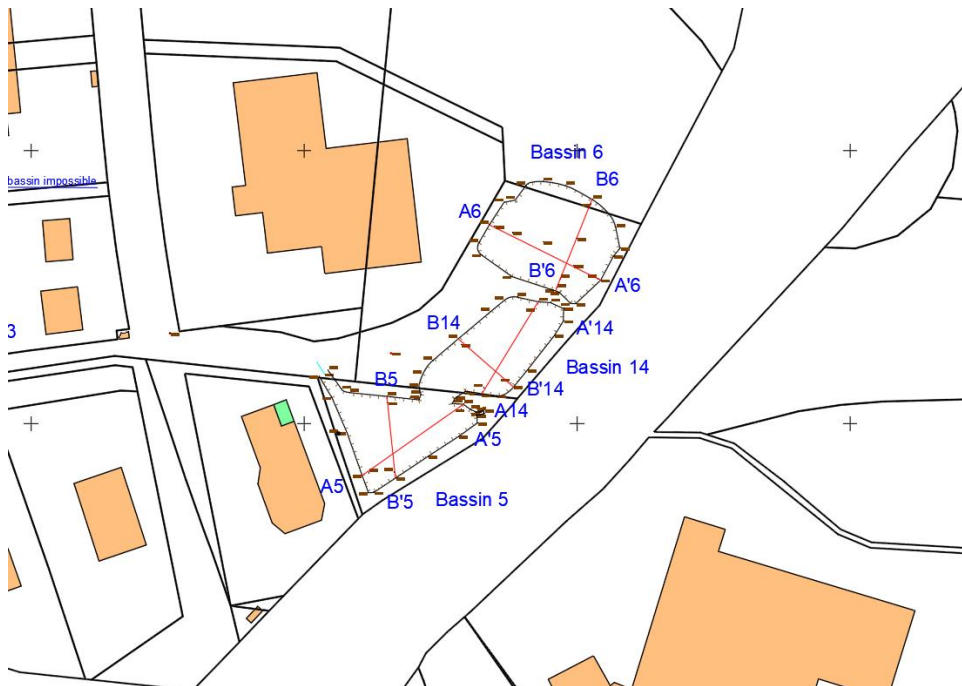 Bassin 6
bassin impossible
B6
A6
B'6
A'6
3
B14
A'14
Bassin 14
B5
B'14
A14
A'5
A5
B'5
Bassin 5